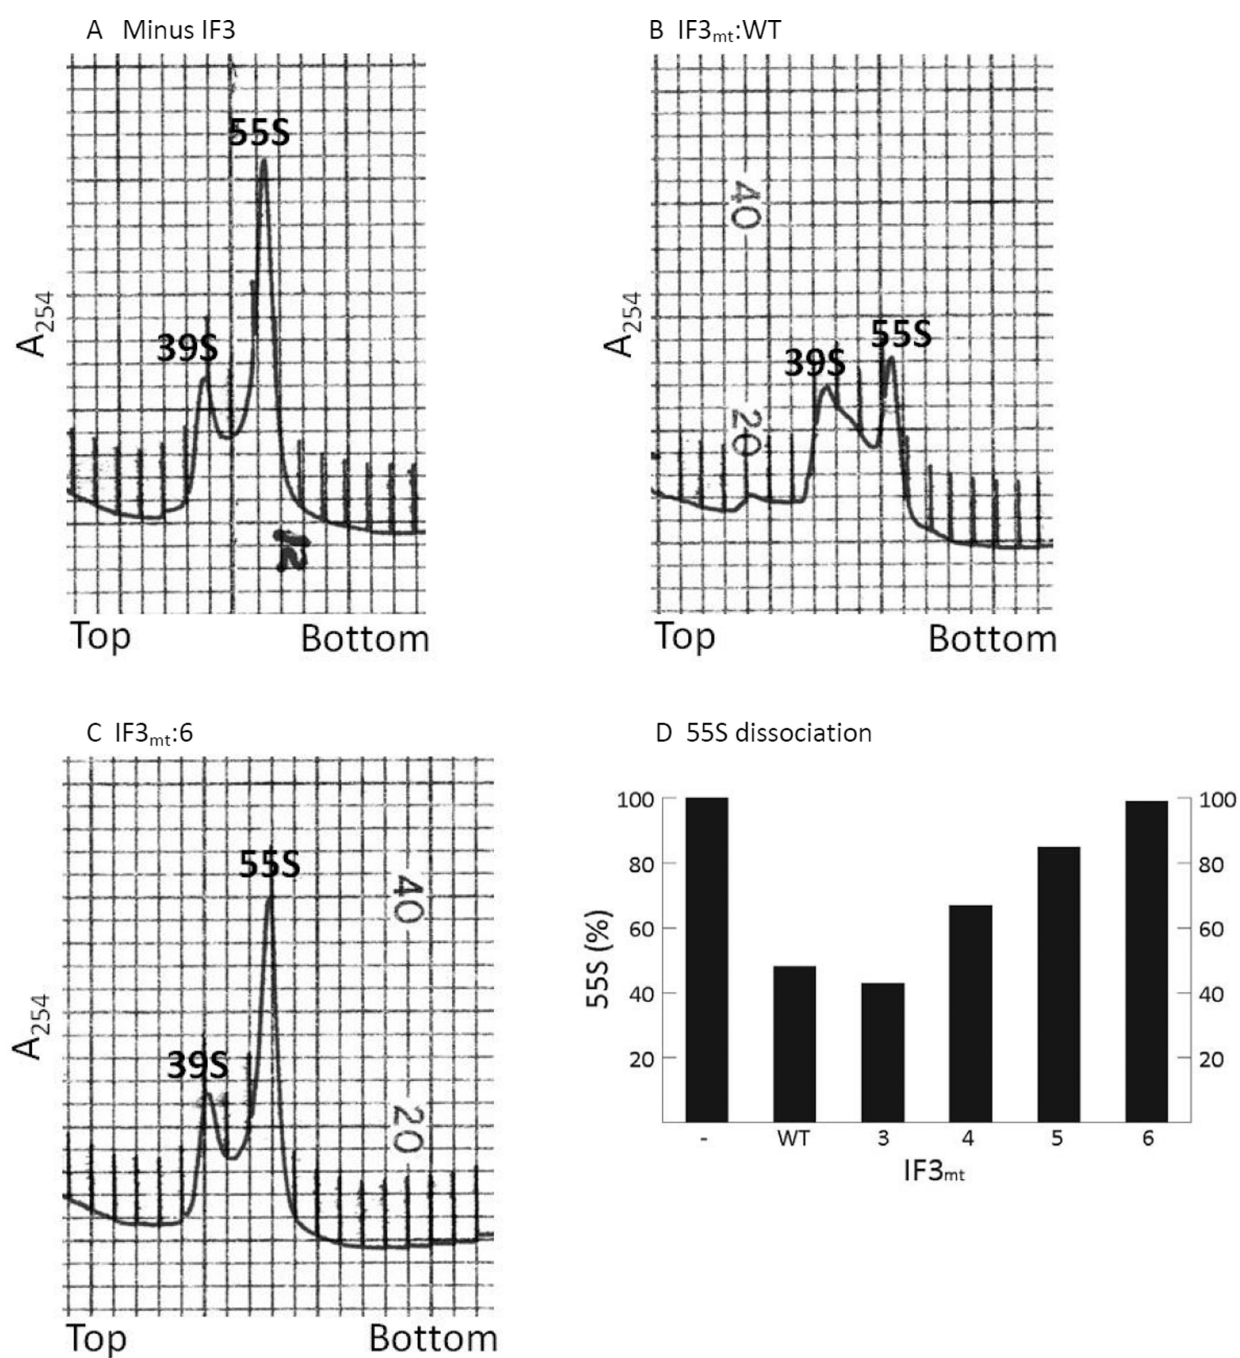 A Minus IF3
55S
39S
A254
12
Top Bottom
B IF3mt:WT
40
55S
39S
20
A254
Top Bottom
C IF3mt:6
55S
40
39S
20
A254
Top Bottom
D 55S dissociation
100 100
80 80
60 60
40 40
20 20
55S (%)
- WT 3 4 5 6
IF3mt